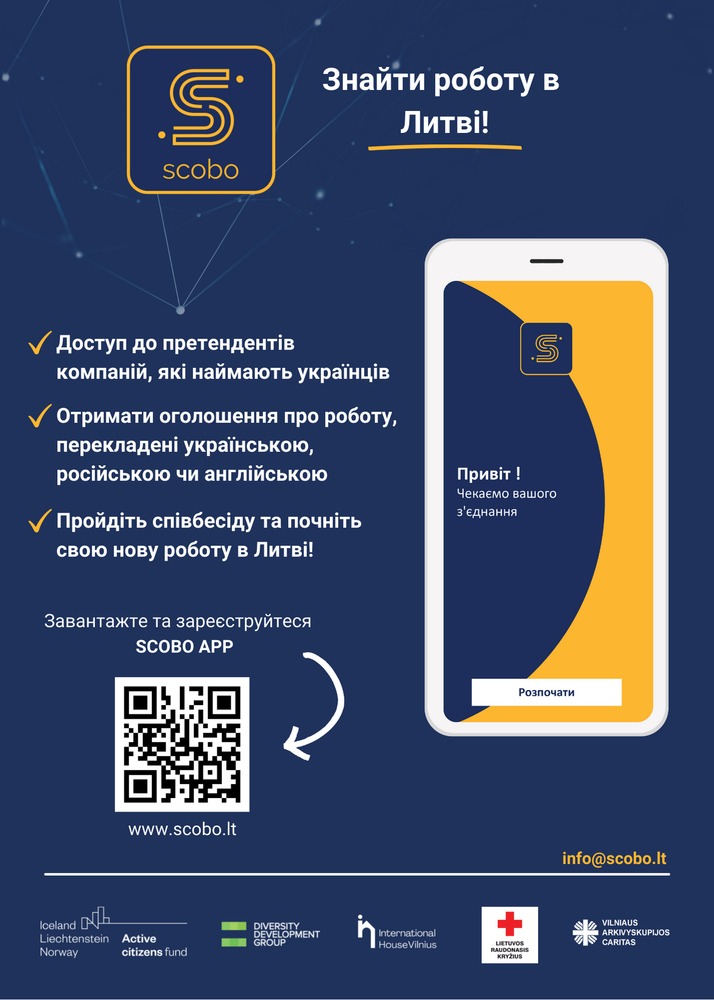 scobo
Знайти роботу в
Литві!
Доступ до претендентів
компаній, які наймають українців
Отримати оголошення про роботу,
перекладені українською,
російською чи англійською
Пройдіть співбесіду та почніть
свою нову роботу в Литві!
Привіт !
Чекаємо вашого
з'єднання
Розпочати
Завантажте та зареєструйтеся
SCOBO APP
www.scobo.lt
info@scobo.lt
Iceland
Liechtenstein
Norway
Active
citizens fund
DIVERSITY
DEVELOPMENT
GROUP
International
House Vilnius
LIETUVOS
RAUDONASIS
KRYŽIUS
VILNIAUS
ARKIVYSKUPIJOS
CARITAS